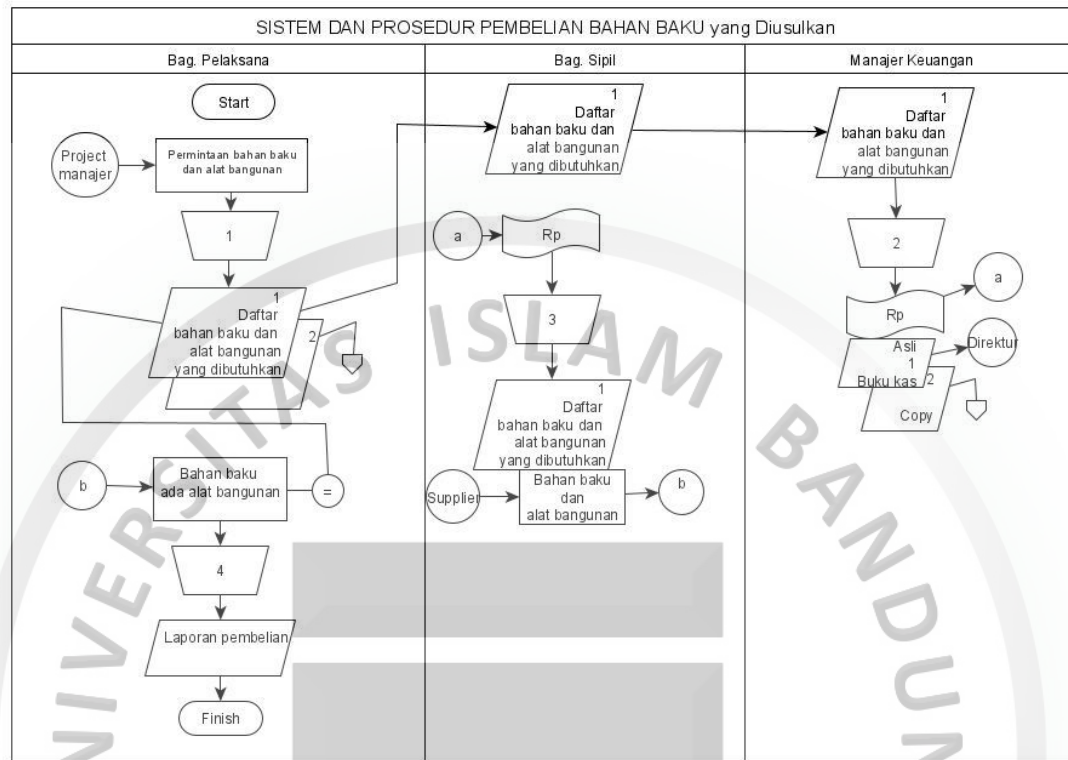 SISTEM DAN PROSEDUR PEMBELIAN BAHAN BAKU yang Diusulkan
Bag. Pelaksana
Start
Project
manajer
Permintaan bahan baku
dan alat bangunan
1
1
Daftar
bahan baku dan
alat bangunan
yang dibutuhkan
2
b
Bahan baku
ada alat bangunan
=
4
Laporan pembelian
Finish
Bag. Sipil
1
Daftar
bahan baku dan
alat bangunan
yang dibutuhkan
a
Rp
3
1
Daftar
bahan baku dan
alat bangunan
yang dibutuhkan
Supplier
Bahan baku
dan
alat bangunan
b
Manajer Keuangan
1
Daftar
bahan baku dan
alat bangunan
yang dibutuhkan
2
Rp
a
Asli
1
Buku kas
Direktur
2
Copy
NIVERSITAS ISLAM BANDUN